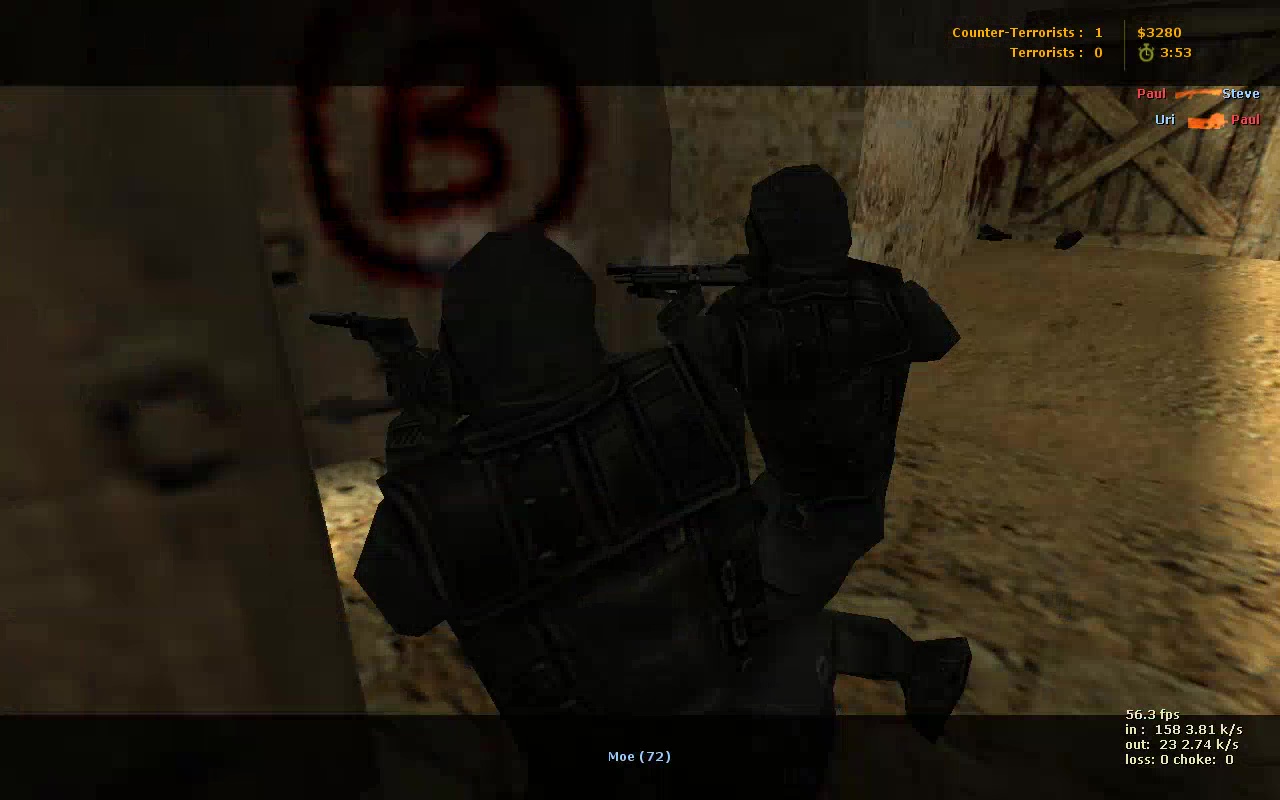 Counter-Terrorists : 1 $3280
Terrorists : 0 3:53
Paul Steve
Uri Paul
B
56.3 fps
in : 158 3.81 k/s
out: 23 2.74 k/s
loss: 0 choke: 0
Moe (72)